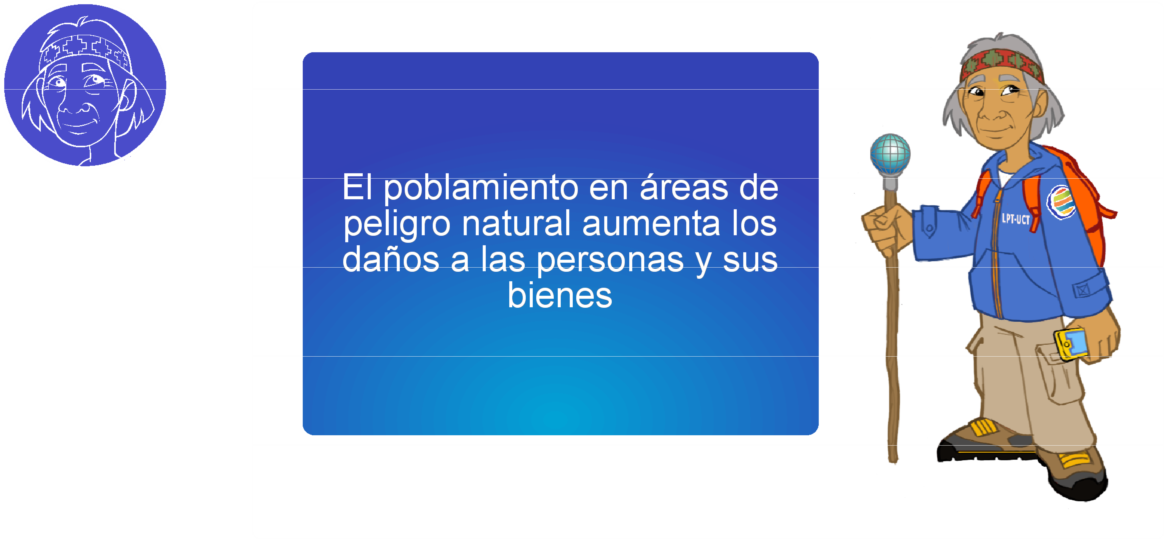 El poblamiento en áreas de
peligro natural aumenta los
daños a las personas y sus
bienes
LPT-UCT